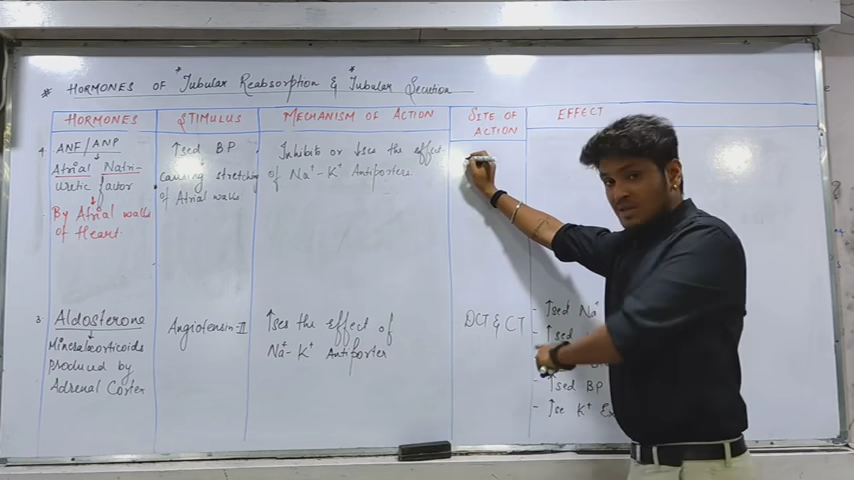 * HORMONES OF *Tubular Reabsorption & *Tubular Secretion
HORMONES STIMULUS MECHANISM OF ACTION SITE OF ACTION EFFECT
4. ANF/ANP
Atrial Natri-
uretic factor
By Atrial walls
of Heart.
↑sed BP
causing stretching
of Atrial walls
Inhibits or ↓ses the effect
of Na⁺-K⁺ Antiporters.
3. Aldosterone
Mineralocorticoids
produced by
Adrenal Cortex
Angiotensin-II
↑ses the effect of
Na⁺-K⁺ Antiporter
DCT & CT
- ↑sed Na⁺
- ↑sed
- ↑sed BP
- ↑se K⁺